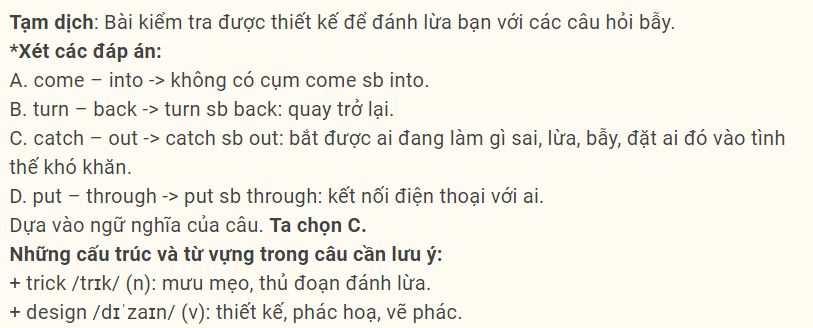 Tạm dịch: Bài kiểm tra được thiết kế để đánh lừa bạn với các câu hỏi bẫy.
*Xét các đáp án:
A. come – into -> không có cụm come sb into.
B. turn – back -> turn sb back: quay trở lại.
C. catch – out -> catch sb out: bắt được ai đang làm gì sai, lừa, bẫy, đặt ai đó vào tình
thế khó khăn.
D. put – through -> put sb through: kết nối điện thoại với ai.
Dựa vào ngữ nghĩa của câu. Ta chọn C.
Những cấu trúc và từ vựng trong câu cần lưu ý:
+ trick /trɪk/ (n): mưu mẹo, thủ đoạn đánh lừa.
+ design /dɪˈzaɪn/ (v): thiết kế, phác hoạ, vẽ phác.